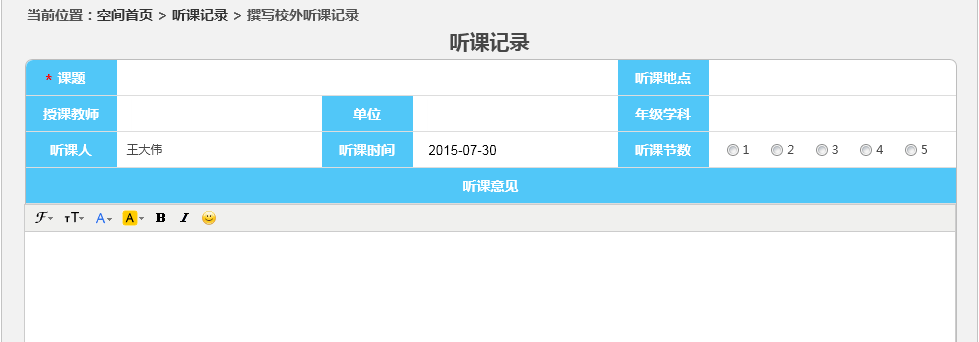 当前位置：空间首页 > 听课记录 > 撰写校外听课记录
听课记录
* 课题 听课地点
授课教师 单位 年级学科
听课人 王大伟 听课时间 2015-07-30 听课节数 1 2 3 4 5
听课意见
ℱ TT A A B I